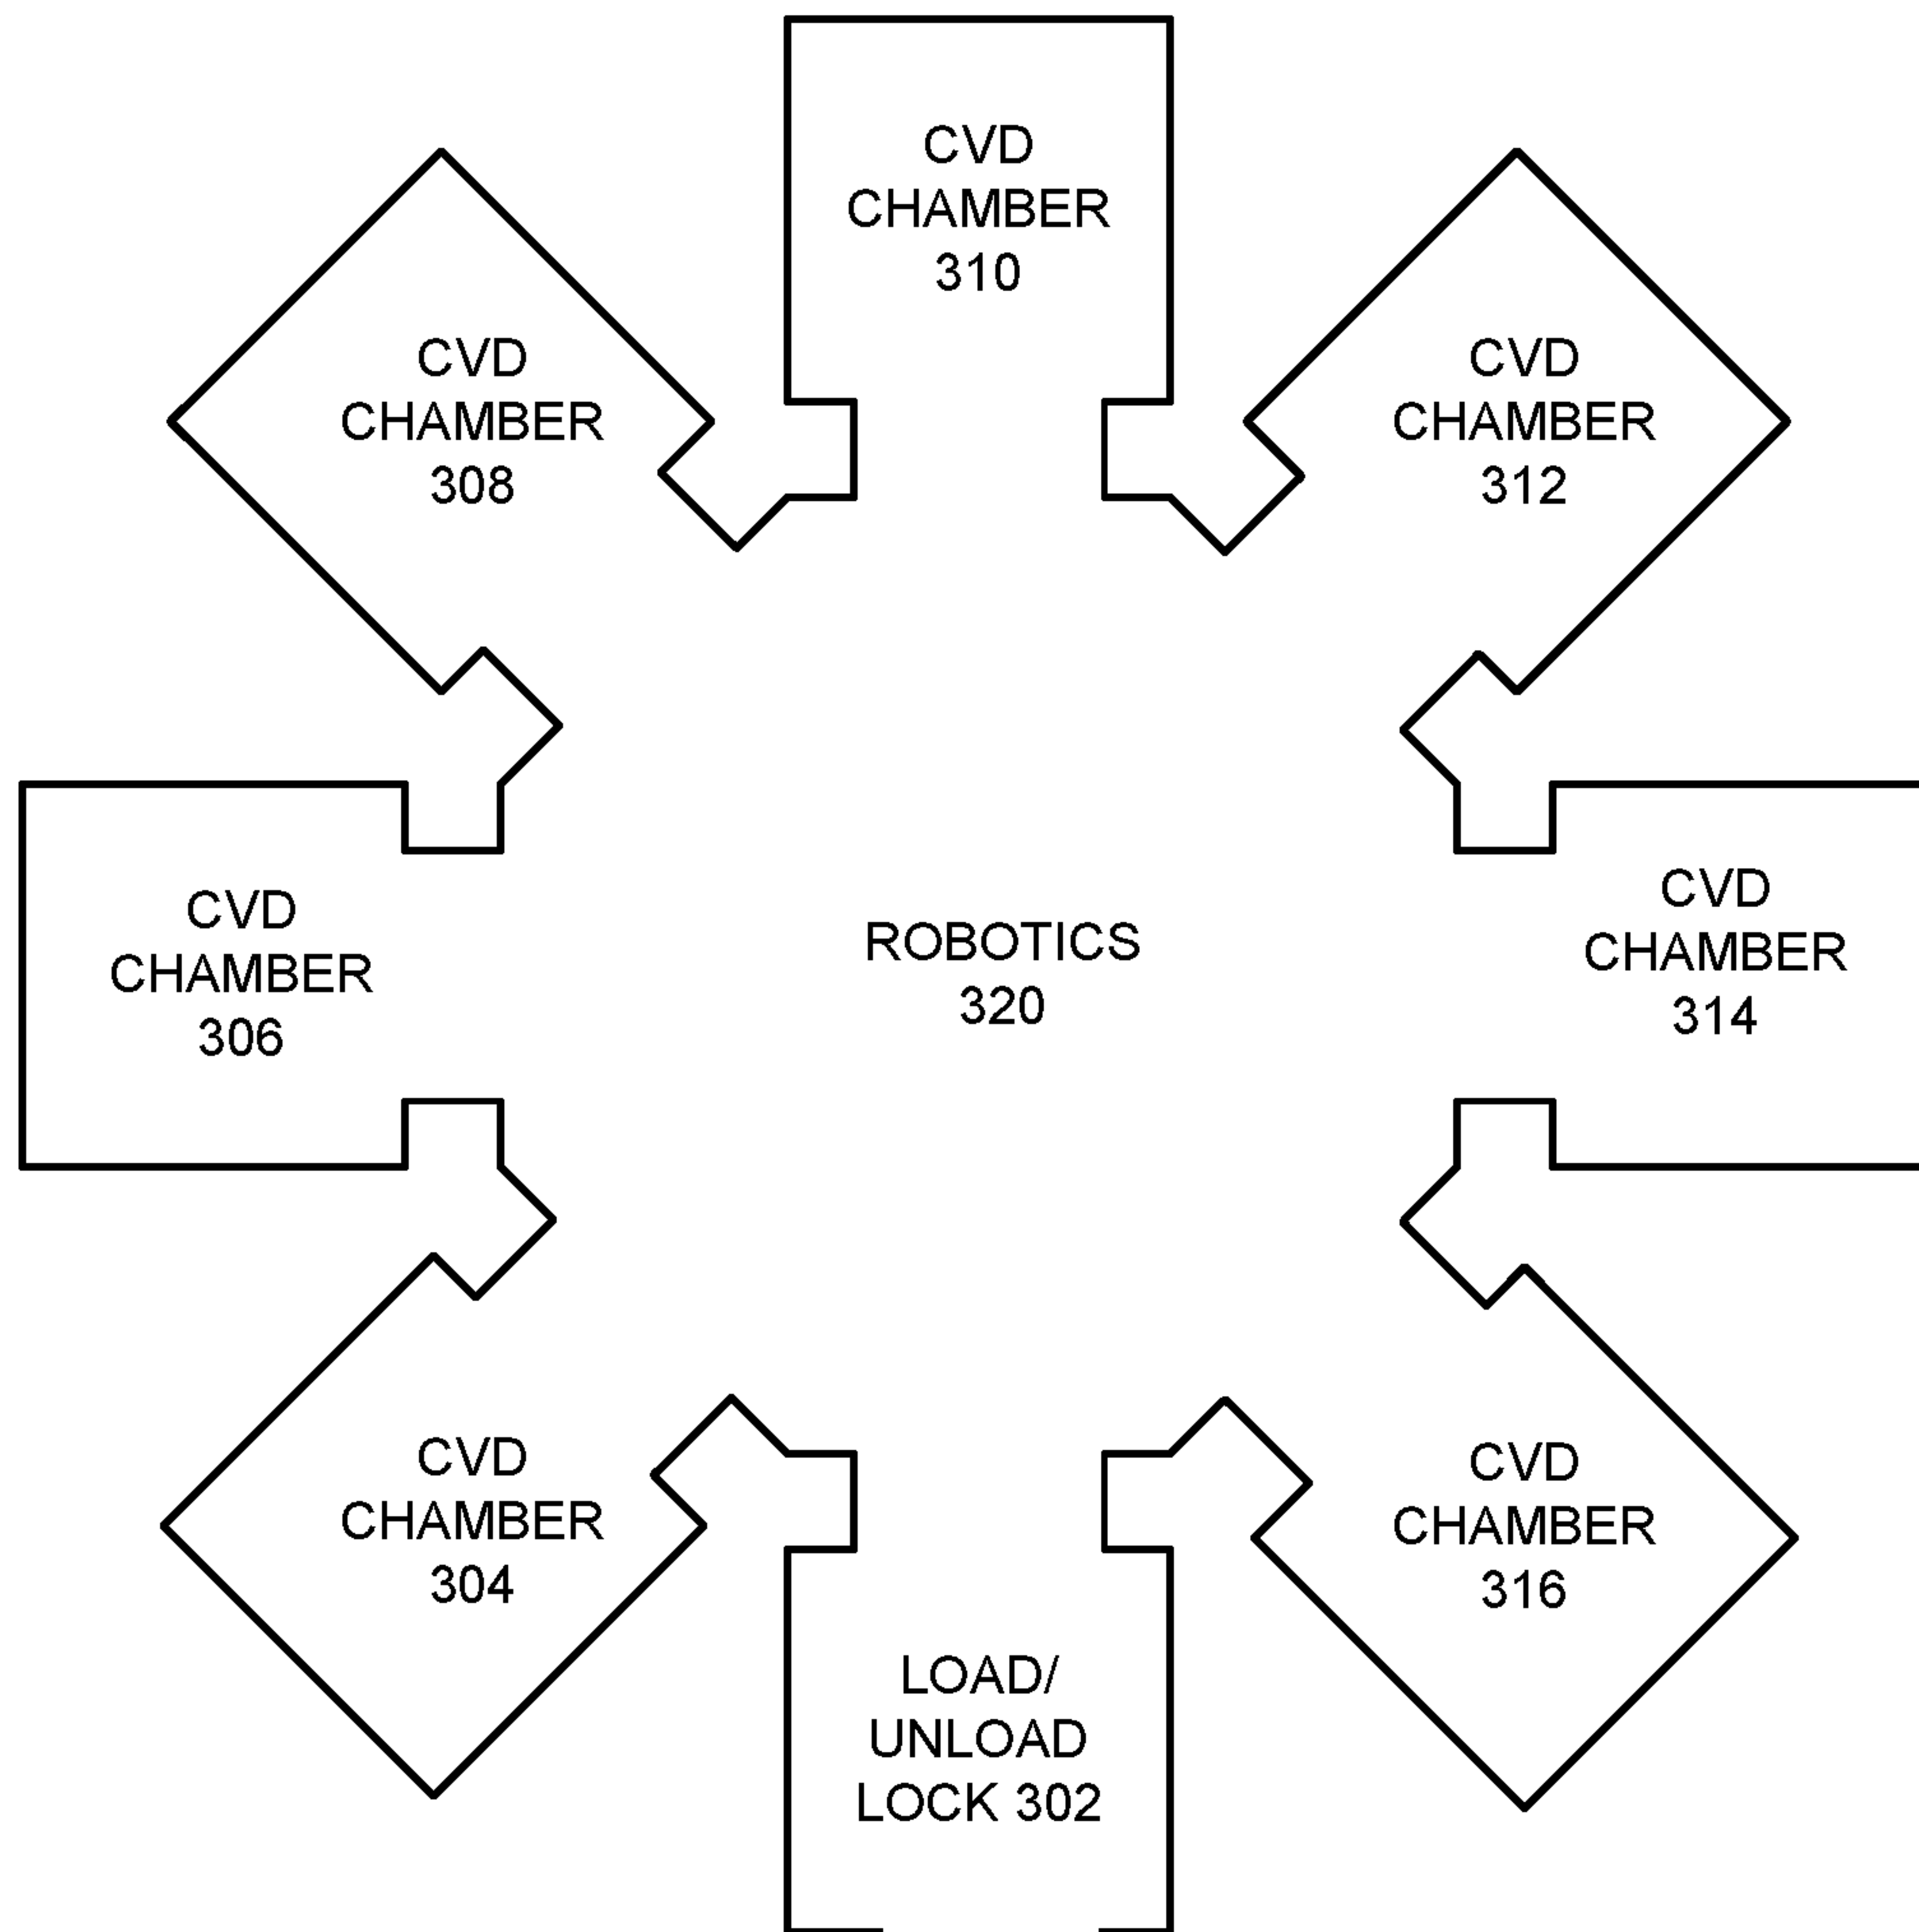 CVD
CHAMBER
310
CVD
CHAMBER
308
CVD
CHAMBER
312
CVD
CHAMBER
306
ROBOTICS
320
CVD
CHAMBER
314
CVD
CHAMBER
304
CVD
CHAMBER
316
LOAD/
UNLOAD
LOCK 302